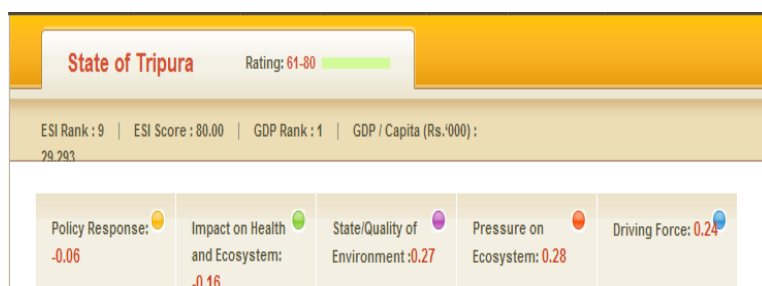 State of Tripura Rating: 61-80
ESI Rank : 9 | ESI Score : 80.00 | GDP Rank : 1 | GDP / Capita (Rs.'000) :
29.293
Policy Response:
-0.06
Impact on Health
and Ecosystem:
-0.16
State/Quality of
Environment :0.27
Pressure on
Ecosystem: 0.28
Driving Force: 0.24